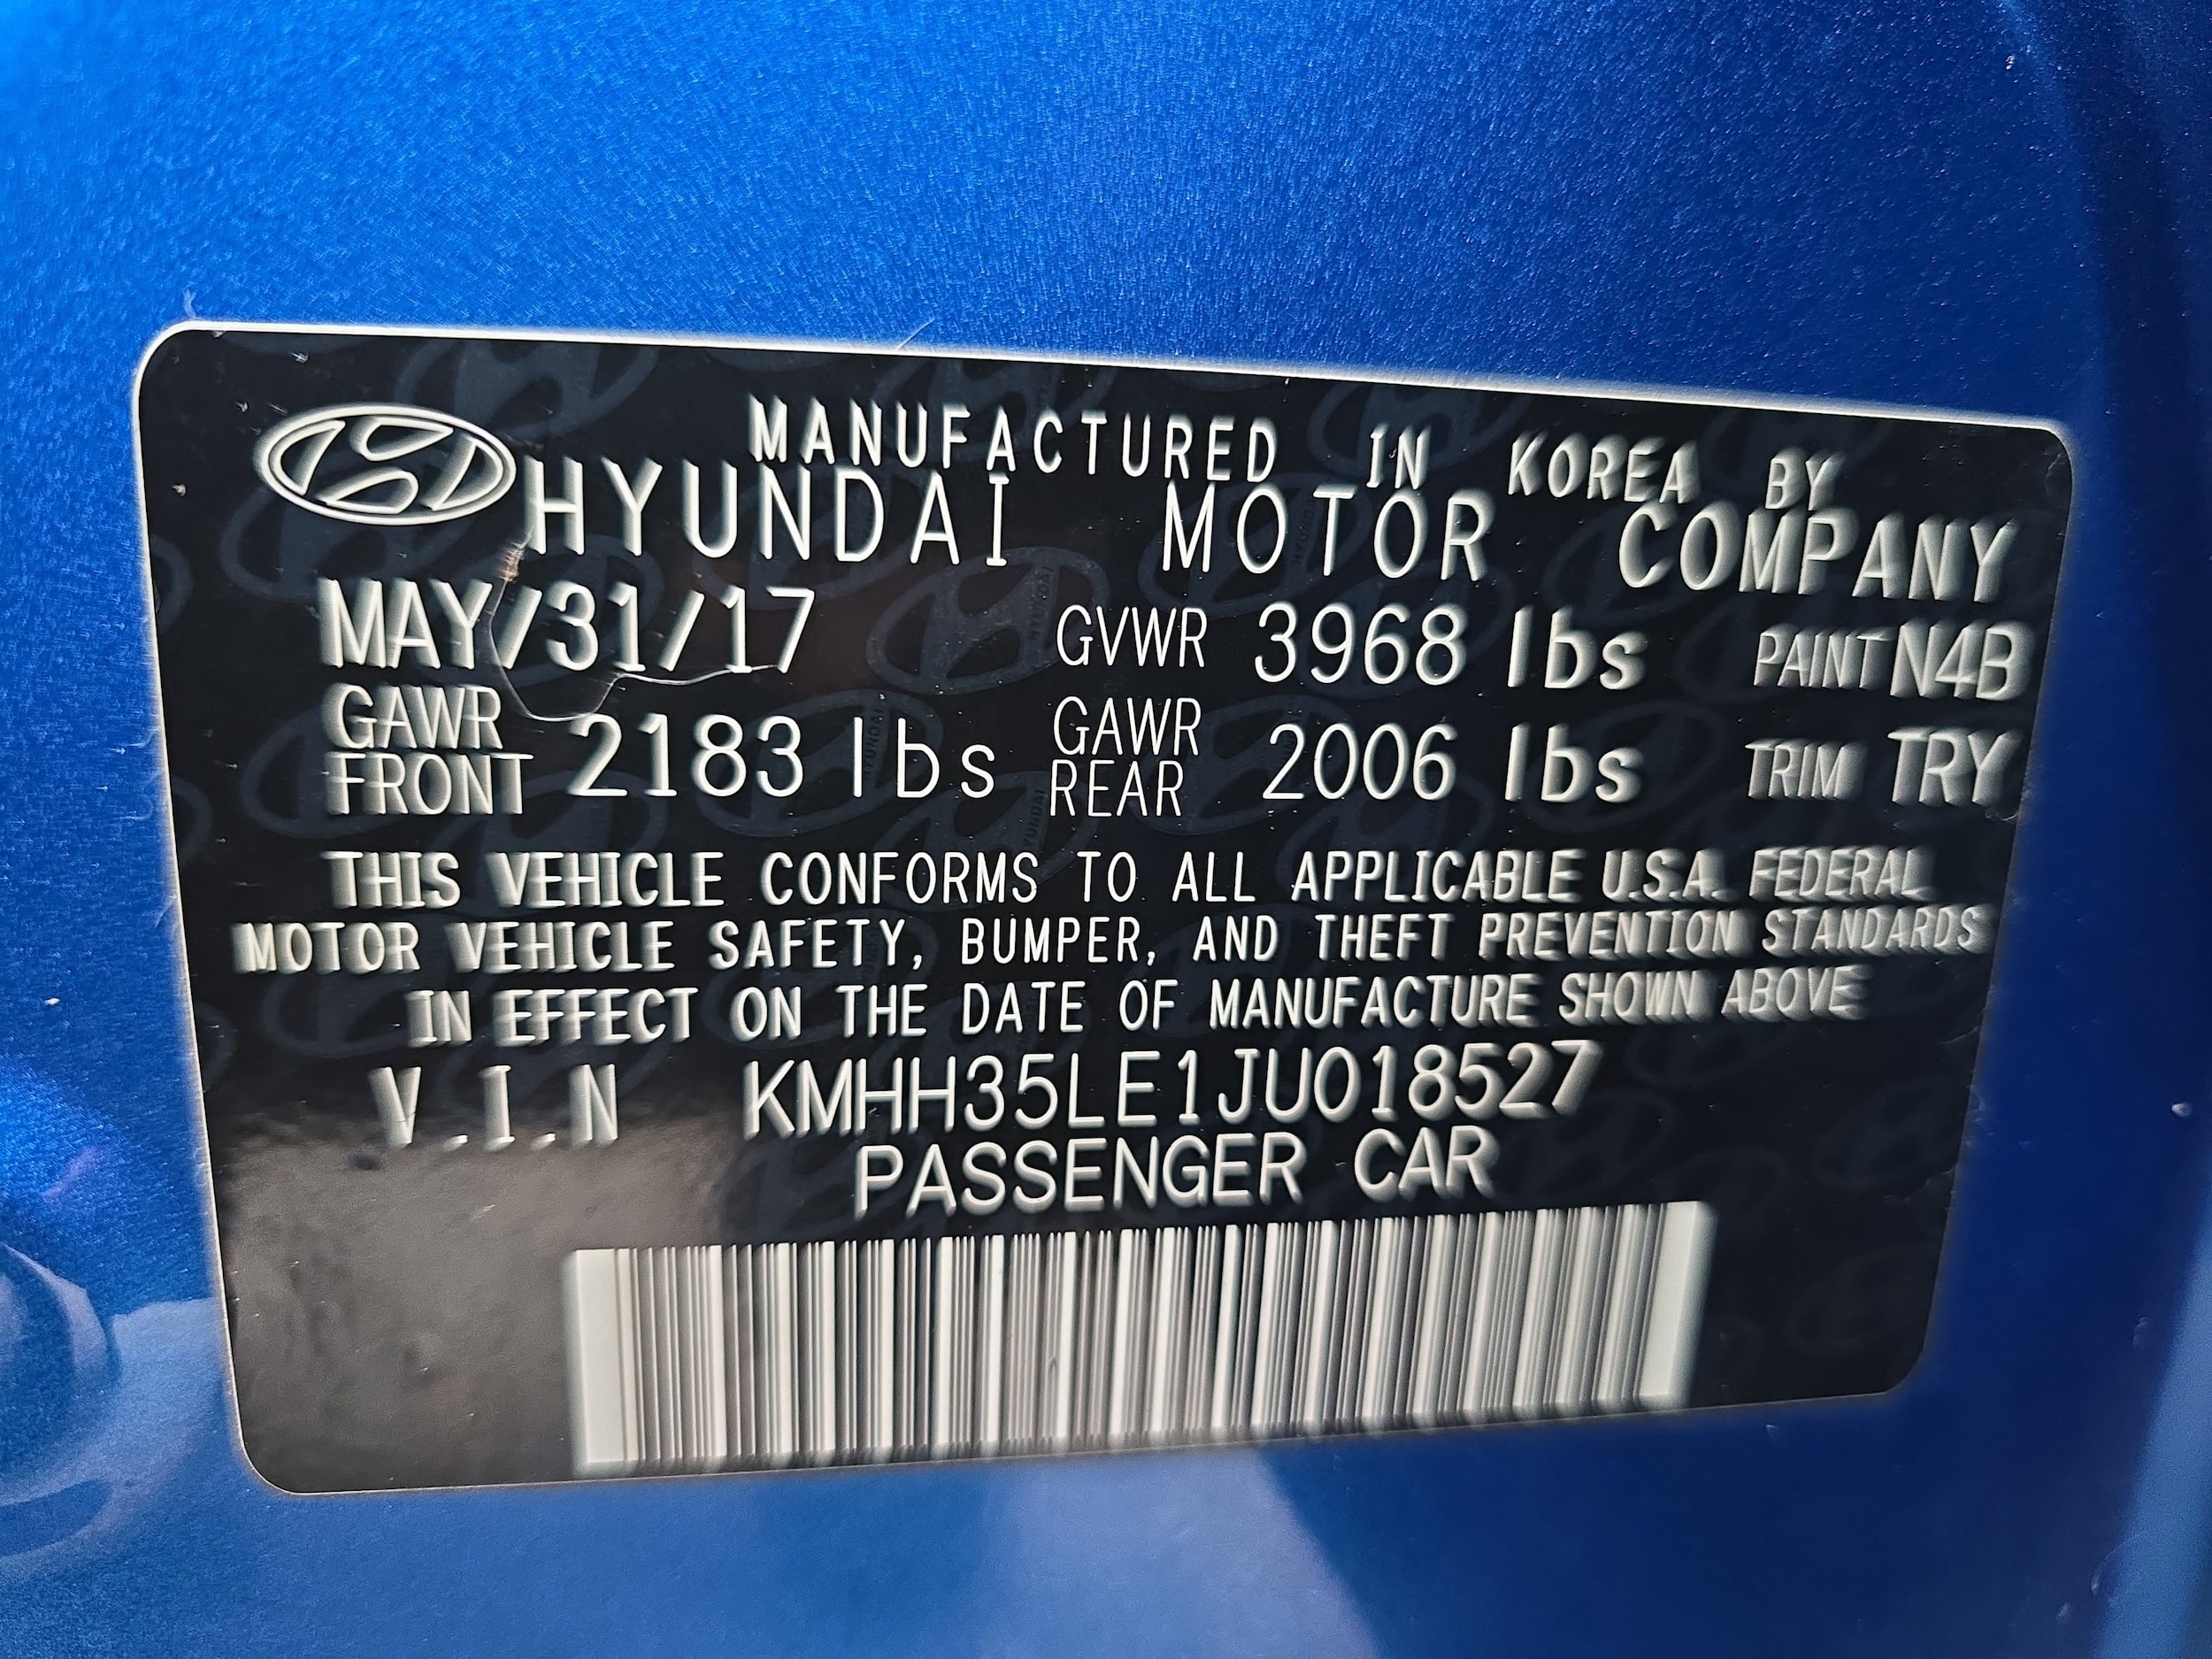 MANUFACTURED IN KOREA BY
HYUNDAI MOTOR COMPANY
MAY/31/17 GVWR 3968 lbs PAINT N4B
GAWR FRONT 2183 lbs GAWR REAR 2006 lbs TRIM TRY
THIS VEHICLE CONFORMS TO ALL APPLICABLE U.S.A. FEDERAL
MOTOR VEHICLE SAFETY, BUMPER, AND THEFT PREVENTION STANDARDS
IN EFFECT ON THE DATE OF MANUFACTURE SHOWN ABOVE
V.I.N KMHH35LE1JU018527
PASSENGER CAR